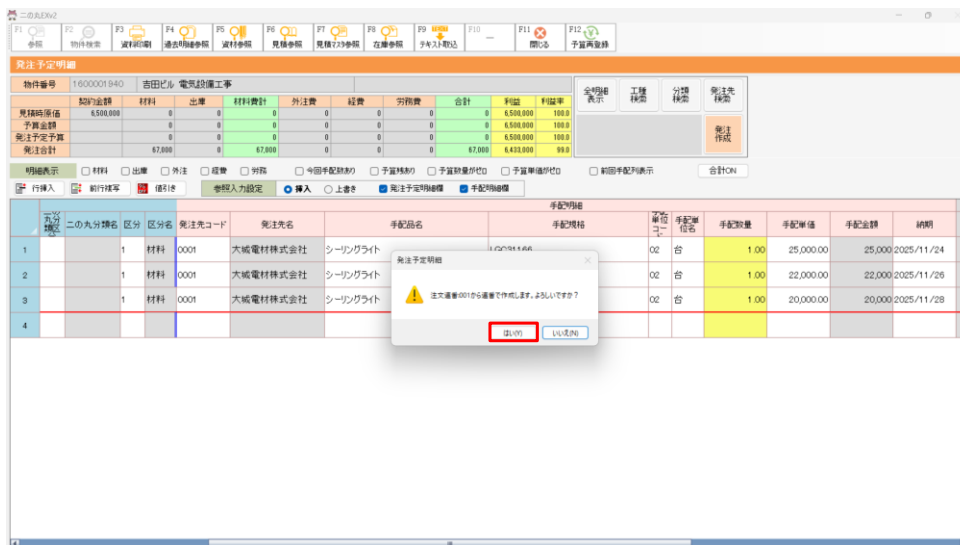 二の丸EXv2
F1 参照 F2 物件検索 F3 資料印刷 F4 過去明細参照 F5 資材参照 F6 見積参照 F7 見積マスタ参照 F8 在庫参照 F9 テキスト取込 F10 F11 閉じる F12 予算再登録
発注予定明細
物件番号 1600001940 吉田ビル 電気設備工事
全明細表示 工種検索 分類検索 発注先検索
契約金額 材料 出庫 材料費計 外注費 経費 労務費 合計 利益 利益率
見積時原価 6,500,000 0 0 0 0 0 0 0 6,500,000 100.0
予算金額 0 0 0 0 0 0 0 6,500,000 100.0
発注予定予算 0 0 0 0 0 0 0 6,500,000 100.0
発注合計 67,000 0 67,000 0 0 0 67,000 6,433,000 99.0
発注作成
明細表示 材料 出庫 外注 経費 労務 今回手配数あり 予算残あり 予算数量がゼロ 予算単価がゼロ 前回手配列表示 合計ON
行挿入 前行複写 値引き 参照入力設定 挿入 上書き 発注予定明細欄 手配明細欄
手配明細
二の丸分類名 区分 区分名 発注先コード 発注先名 手配品名 手配規格 手配単位名 手配数量 手配単価 手配金額 納期
1 1 材料 0001 大城電材株式会社 シーリングライト LGC31166 02 台 1.00 25,000.00 25,000 2025/11/24
2 1 材料 0001 大城電材株式会社 シーリングライト 02 台 1.00 22,000.00 22,000 2025/11/26
3 1 材料 0001 大城電材株式会社 シーリングライト 02 台 1.00 20,000.00 20,000 2025/11/28
4
発注予定明細
注文連番:001から連番で作成します。よろしいですか？
はい(Y) いいえ(N)